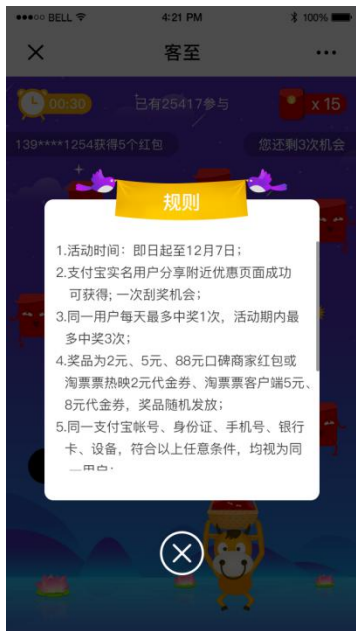 BELL 4:21 PM 100%
客至
00:30 已有25417参与 x 15
139****1254获得5个红包 您还剩3次机会
规则
1.活动时间：即日起至12月7日；
2.支付宝实名用户分享附近优惠页面成功
可获得; 一次刮奖机会；
3.同一用户每天最多中奖1次，活动期内最
多中奖3次；
4.奖品为2元、5元、88元口碑商家红包或
淘票票热映2元代金券、淘票票客户端5元、
8元代金券，奖品随机发放；
5.同一支付宝帐号、身份证、手机号、银行
卡、设备，符合以上任意条件，均视为同
一用户；